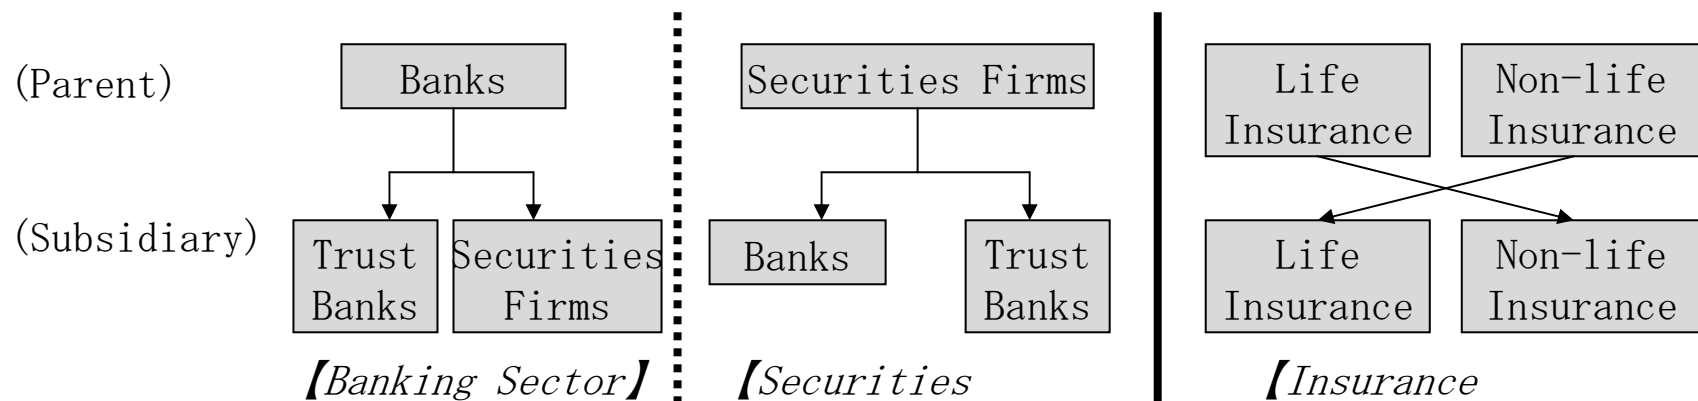 (Parent)
Banks
Securities Firms
Life
Insurance
Non-life
Insurance
(Subsidiary)
Trust
Banks
Securities
Firms
Banks
Trust
Banks
Life
Insurance
Non-life
Insurance
【Banking Sector】
【Securities
【Insurance